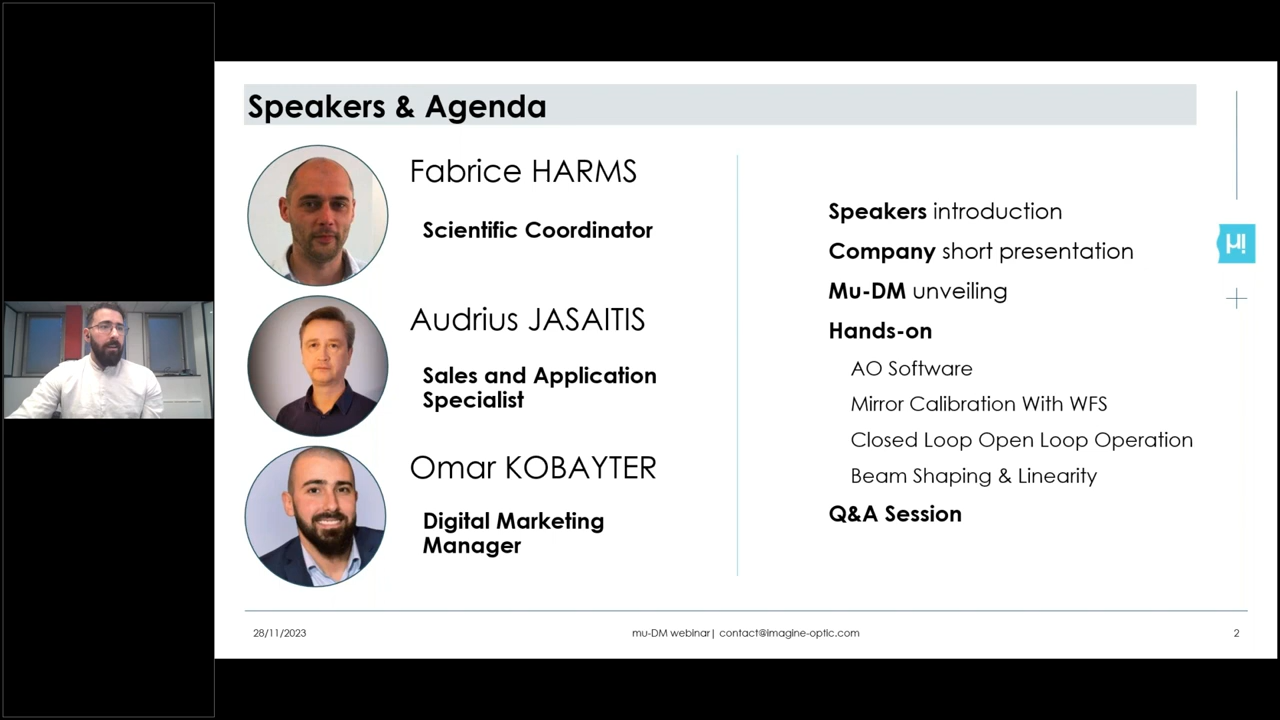 Speakers & Agenda
Fabrice HARMS
Scientific Coordinator
Audrius JASAITIS
Sales and Application
Specialist
Omar KOBAYTER
Digital Marketing
Manager
Speakers introduction
Company short presentation
Mu-DM unveiling
Hands-on
AO Software
Mirror Calibration With WFS
Closed Loop Open Loop Operation
Beam Shaping & Linearity
Q&A Session
28/11/2023
mu-DM webinar| contact@imagine-optic.com
2